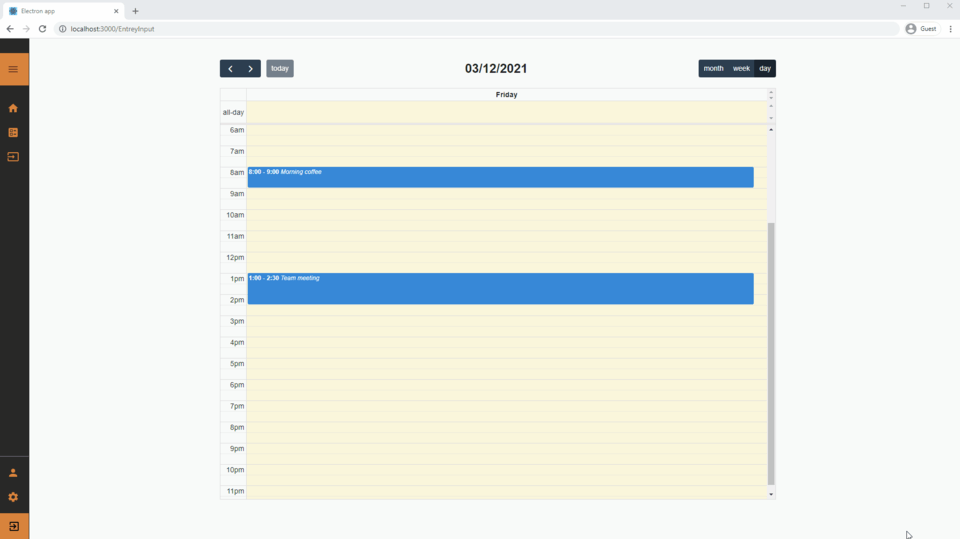 Electron app
localhost:3000/EntreyInput
Guest
today
03/12/2021
month week day
Friday
all-day
6am
7am
8am
8:00 - 9:00 Morning coffee
9am
10am
11am
12pm
1pm
1:00 - 2:30 Team meeting
2pm
3pm
4pm
5pm
6pm
7pm
8pm
9pm
10pm
11pm